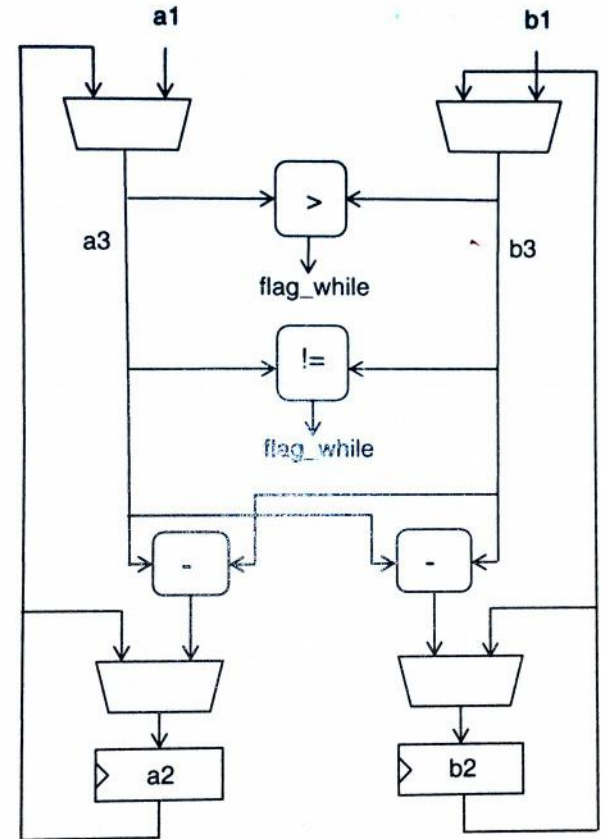 a1
b1
>
a3
b3
flag_while
!=
flag_while
-
-
a2
b2